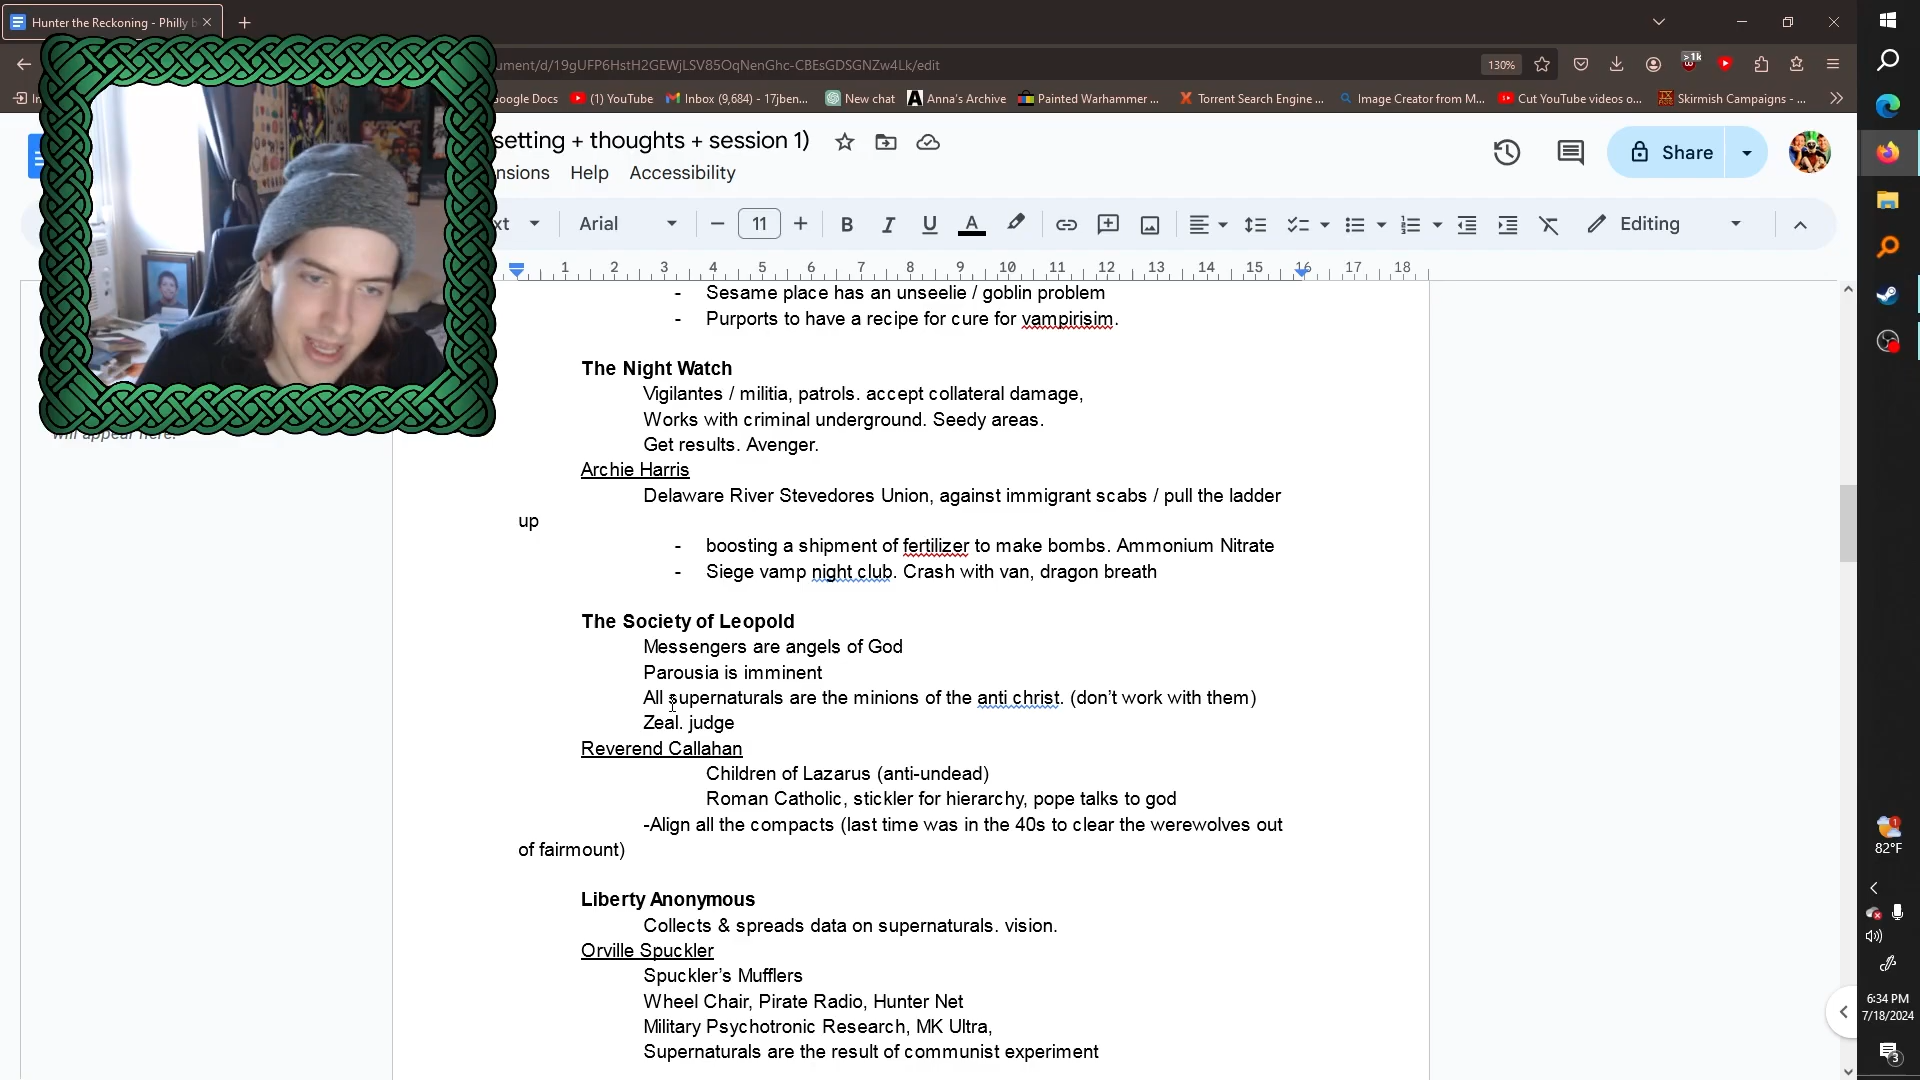 Hunter the Reckoning - Philly b
ument/d/19gUFP6HstH2GEWjLSV85OqNenGhc-CBEsGDSGNZw4Lk/edit
130%
>1k
In
oogle Docs
(1) YouTube
Inbox (9,684) - 17jben...
New chat
Anna's Archive
Painted Warhammer ...
Torrent Search Engine ...
Image Creator from M...
Cut YouTube videos o...
Skirmish Campaigns - ...
setting + thoughts + session 1)
Share
nsions
Help
Accessibility
xt
Arial
11
Editing
1 2 3 4 5 6 7 8 9 10 11 12 13 14 15 16 17 18
will appear here.
- Sesame place has an unseelie / goblin problem
- Purports to have a recipe for cure for vampirisim.
The Night Watch
Vigilantes / militia, patrols. accept collateral damage,
Works with criminal underground. Seedy areas.
Get results. Avenger.
Archie Harris
Delaware River Stevedores Union, against immigrant scabs / pull the ladder
up
- boosting a shipment of fertilizer to make bombs. Ammonium Nitrate
- Siege vamp night club. Crash with van, dragon breath
The Society of Leopold
Messengers are angels of God
Parousia is imminent
All supernaturals are the minions of the anti christ. (don't work with them)
Zeal. judge
Reverend Callahan
Children of Lazarus (anti-undead)
Roman Catholic, stickler for hierarchy, pope talks to god
-Align all the compacts (last time was in the 40s to clear the werewolves out
of fairmount)
Liberty Anonymous
Collects & spreads data on supernaturals. vision.
Orville Spuckler
Spuckler's Mufflers
Wheel Chair, Pirate Radio, Hunter Net
Military Psychotronic Research, MK Ultra,
Supernaturals are the result of communist experiment
1
82°F
6:34 PM
7/18/2024
3